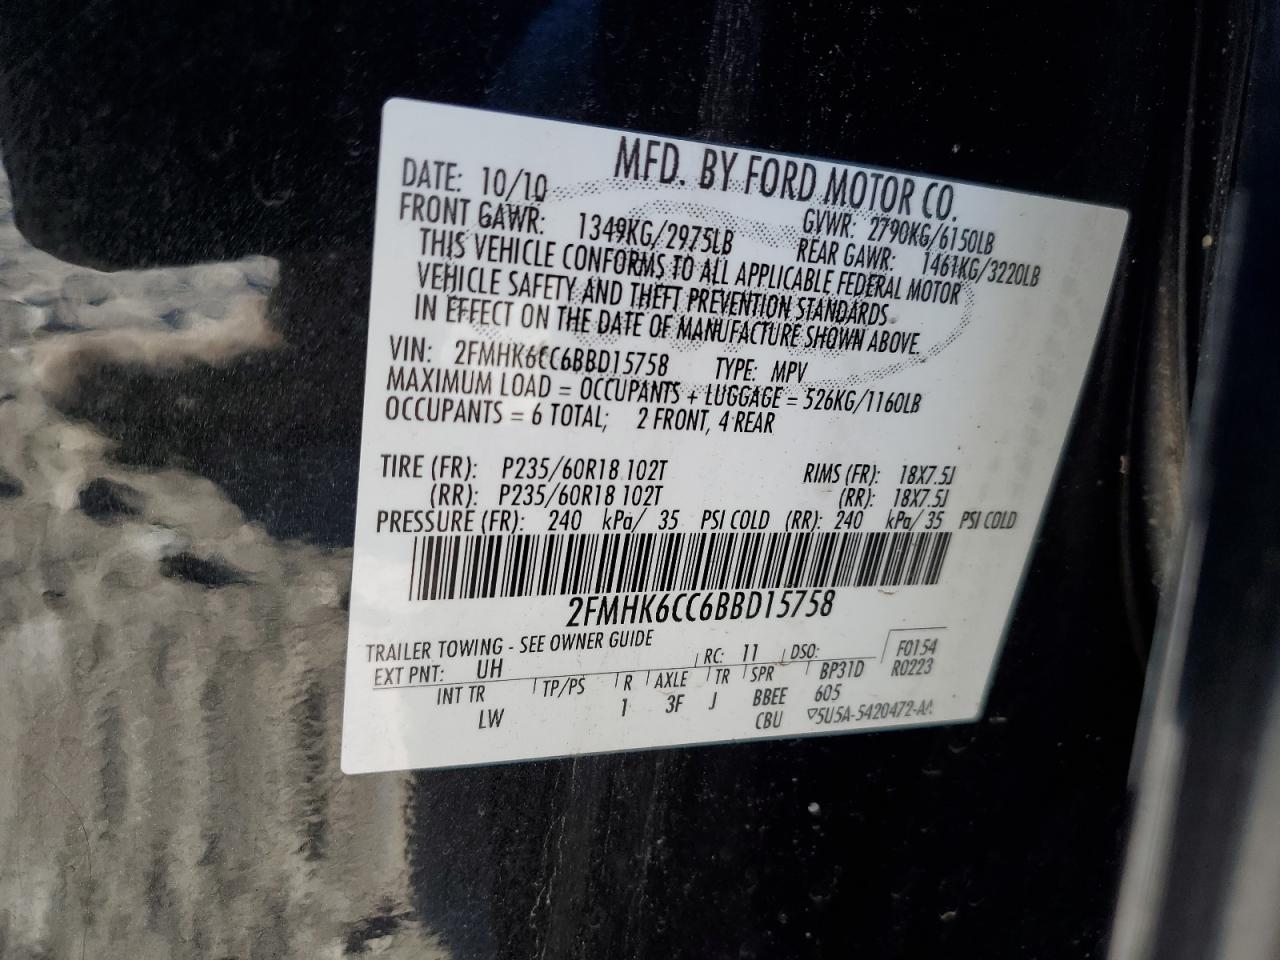 MFD. BY FORD MOTOR CO.
DATE: 10/10 GVWR: 2790KG/6150LB
FRONT GAWR: 1349KG/2975LB REAR GAWR: 1461KG/3220LB
THIS VEHICLE CONFORMS TO ALL APPLICABLE FEDERAL MOTOR
VEHICLE SAFETY AND THEFT PREVENTION STANDARDS
IN EFFECT ON THE DATE OF MANUFACTURE SHOWN ABOVE.
VIN: 2FMHK6CC6BBD15758 TYPE: MPV
MAXIMUM LOAD = OCCUPANTS + LUGGAGE = 526KG/1160LB
OCCUPANTS = 6 TOTAL; 2 FRONT, 4 REAR
TIRE (FR): P235/60R18 102T RIMS (FR): 18X7.5J
(RR): P235/60R18 102T (RR): 18X7.5J
PRESSURE (FR): 240 kPa/ 35 PSI COLD (RR): 240 kPa/ 35 PSI COLD
2FMHK6CC6BBD15758
TRAILER TOWING - SEE OWNER GUIDE
EXT PNT: UH RC: 11 DSO: F0154
R0223
INT TR TP/PS R AXLE TR SPR BP31D
LW 1 3F J BBEE 605
CBU ▽5U5A-5420472-AA